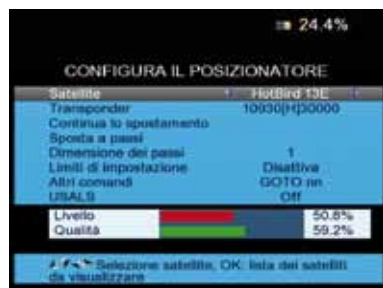 24.4%
CONFIGURA IL POSIZIONATORE
Satellite HotBird 13E
Transponder 10930[H]30000
Continua lo spostamento
Sposta a passi
Dimensione dei passi 1
Limiti di impostazione Disattiva
Altri comandi GOTO nn
USALS Off
Livello 50.8%
Qualità 59.2%
Selezione satellite, OK: lista dei satelliti
da visualizzare